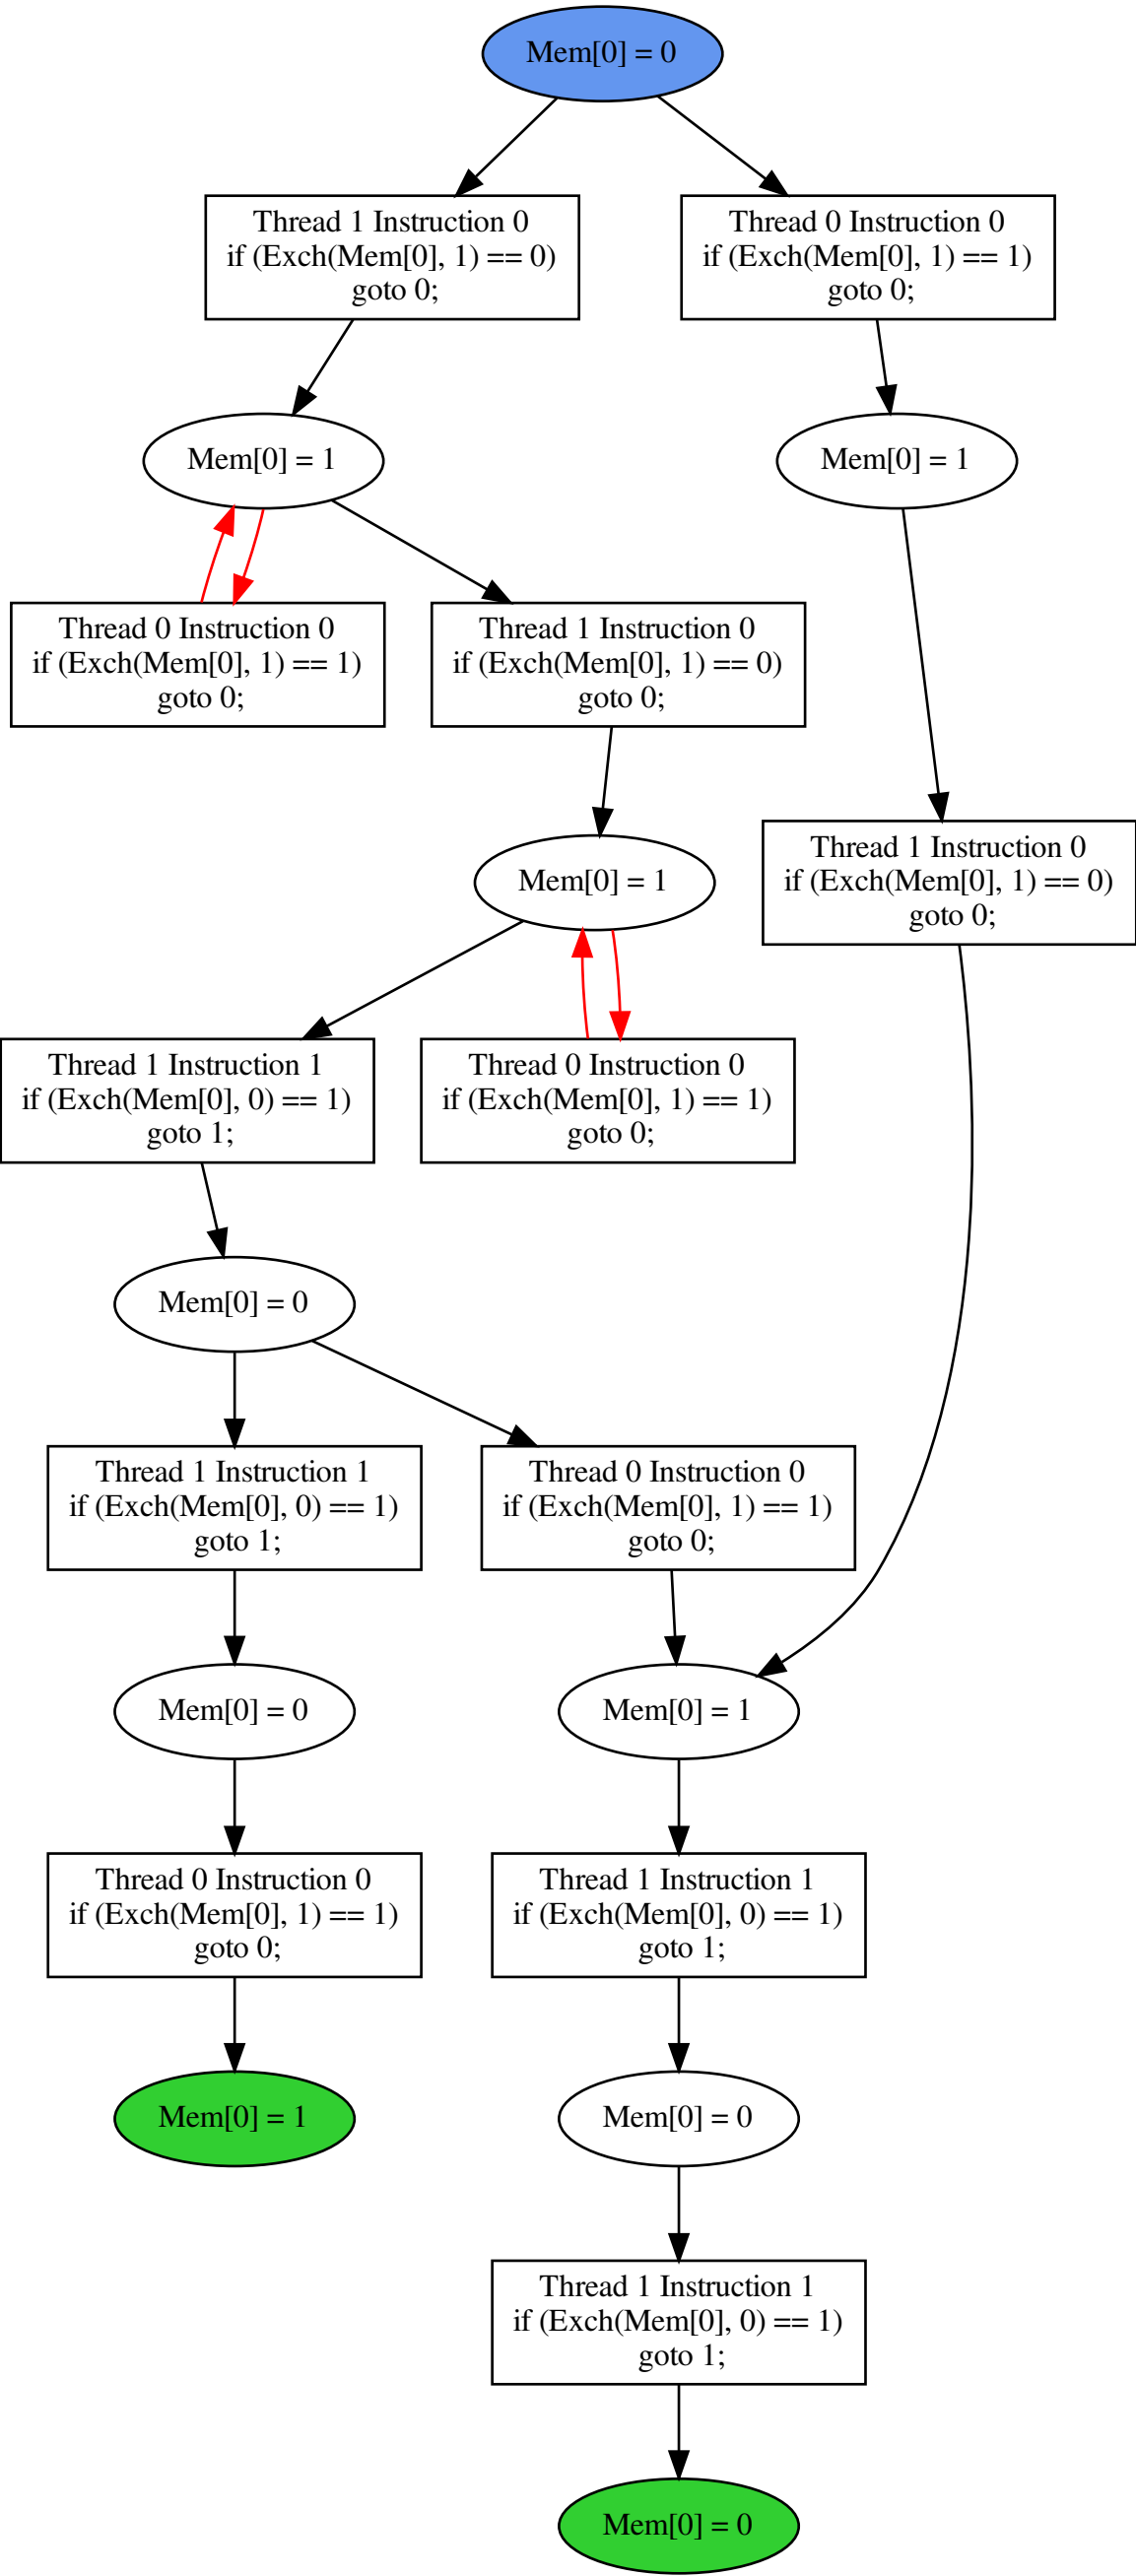 Mem[0] = 0
Thread 1 Instruction 0
if (Exch(Mem[0], 1) == 0)
goto 0;
Thread 0 Instruction 0
if (Exch(Mem[0], 1) == 1)
goto 0;
Mem[0] = 1
Mem[0] = 1
Thread 0 Instruction 0
if (Exch(Mem[0], 1) == 1)
goto 0;
Thread 1 Instruction 0
if (Exch(Mem[0], 1) == 0)
goto 0;
Mem[0] = 1
Thread 1 Instruction 0
if (Exch(Mem[0], 1) == 0)
goto 0;
Thread 1 Instruction 1
if (Exch(Mem[0], 0) == 1)
goto 1;
Thread 0 Instruction 0
if (Exch(Mem[0], 1) == 1)
goto 0;
Mem[0] = 0
Thread 1 Instruction 1
if (Exch(Mem[0], 0) == 1)
goto 1;
Thread 0 Instruction 0
if (Exch(Mem[0], 1) == 1)
goto 0;
Mem[0] = 0
Mem[0] = 1
Thread 0 Instruction 0
if (Exch(Mem[0], 1) == 1)
goto 0;
Thread 1 Instruction 1
if (Exch(Mem[0], 0) == 1)
goto 1;
Mem[0] = 1
Mem[0] = 0
Thread 1 Instruction 1
if (Exch(Mem[0], 0) == 1)
goto 1;
Mem[0] = 0